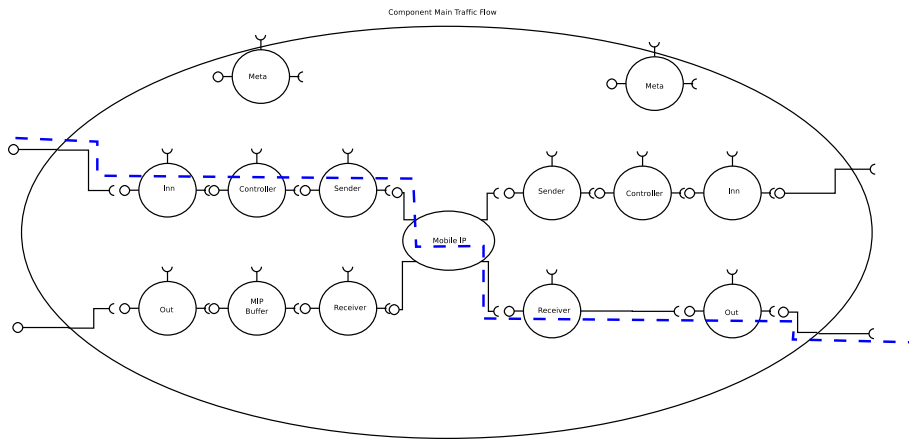 Component Main Traffic Flow
Meta
Meta
Inn
Controller
Sender
Sender
Controller
Inn
Mobile IP
Out
MIP
Buffer
Receiver
Receiver
Out